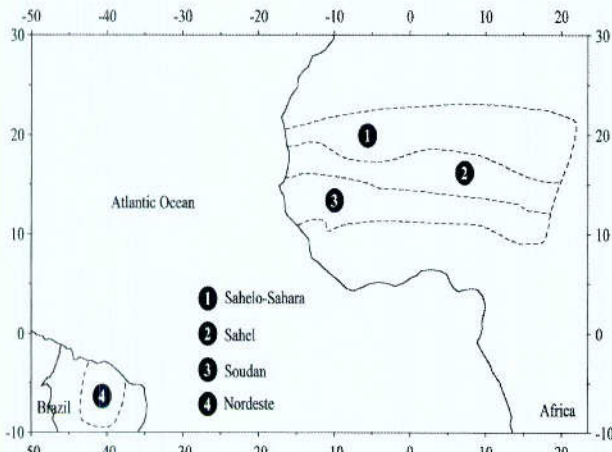 -50 -40 -30 -20 -10 0 10 20
30 30
20 20
10 10
0 0
-10 -10
-50 -40 -30 -20 -10 0 10 20
1
2
3
Atlantic Ocean
1 Sahelo-Sahara
2 Sahel
3 Soudan
4 Nordeste
4
Brazil
Africa